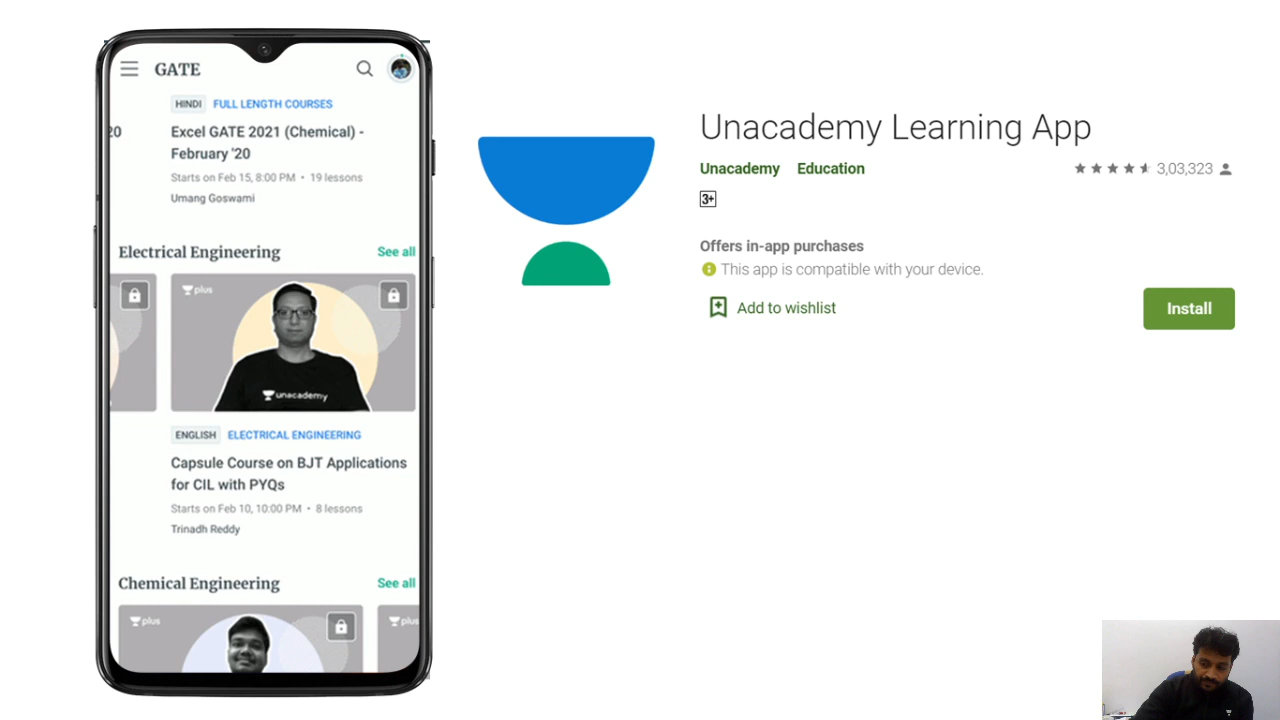 GATE
20
HINDI FULL LENGTH COURSES
Excel GATE 2021 (Chemical) -
February '20
Starts on Feb 15, 8:00 PM • 19 lessons
Umang Goswami
Electrical Engineering See all
plus
unacademy
ENGLISH ELECTRICAL ENGINEERING
Capsule Course on BJT Applications
for CIL with PYQs
Starts on Feb 10, 10:00 PM • 8 lessons
Trinadh Reddy
Chemical Engineering See all
plus
plus
Unacademy Learning App
Unacademy Education 3,03,323
3+
Offers in-app purchases
This app is compatible with your device.
Add to wishlist
Install